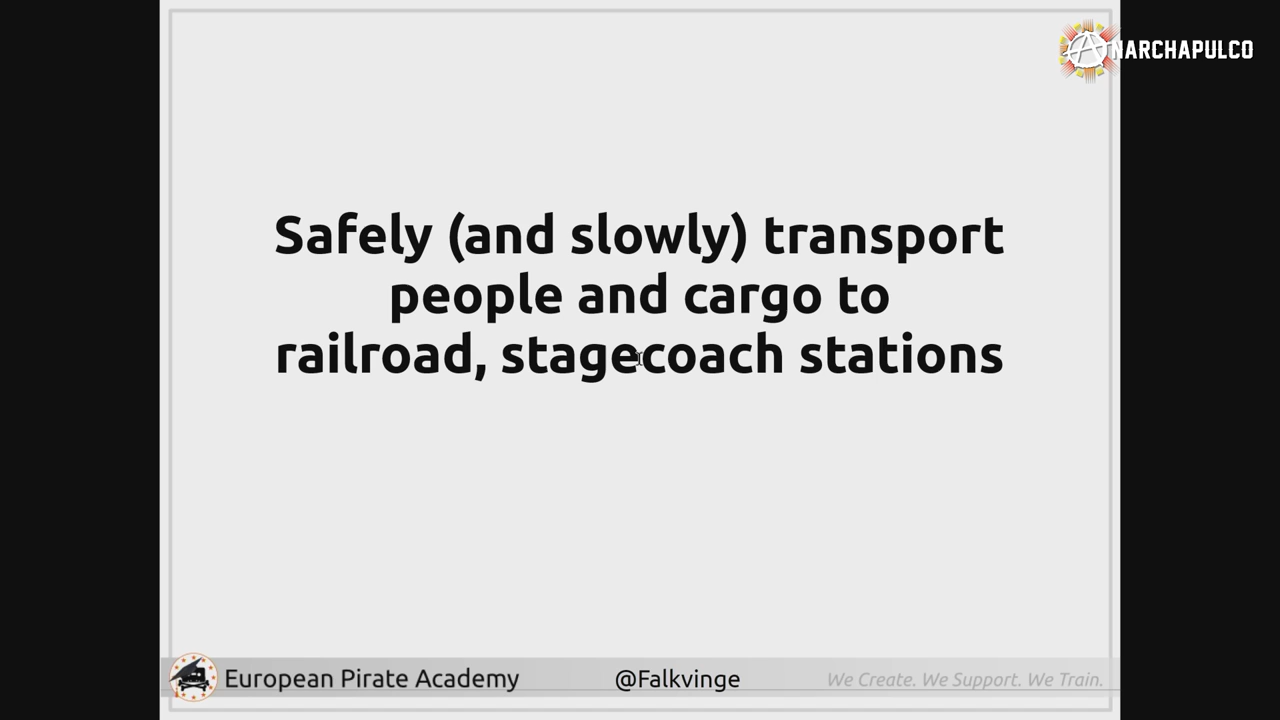 ANARCHAPULCO
Safely (and slowly) transport
people and cargo to
railroad, stagecoach stations
European Pirate Academy
@Falkvinge
We Create. We Support. We Train.